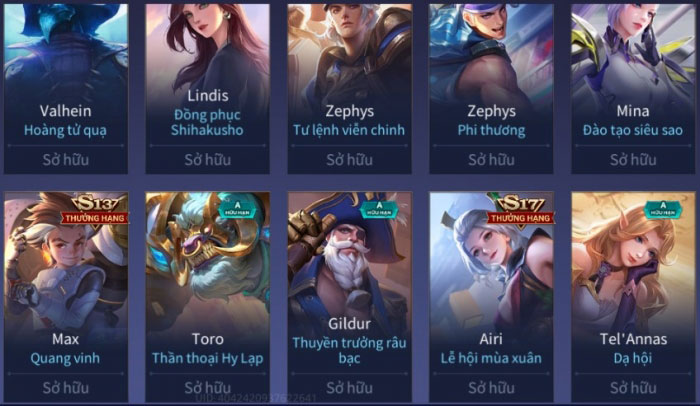 Valhein
Hoàng tử quạ
Sở hữu
Lindis
Đồng phục
Shihakusho
Sở hữu
Zephys
Tư lệnh viễn chinh
Sở hữu
Zephys
Phi thương
Sở hữu
Mina
Đào tạo siêu sao
Sở hữu
S13
THƯỞNG HẠNG
Max
Quang vinh
Sở hữu
A
HỮU HẠN
Toro
Thần thoại Hy Lạp
Sở hữu
A
HỮU HẠN
Gildur
Thuyền trưởng râu
bạc
Sở hữu
S17
THƯỞNG HẠNG
Airi
Lễ hội mùa xuân
Sở hữu
A
HỮU HẠN
Tel'Annas
Dạ hội
Sở hữu
UID-4042420937622641